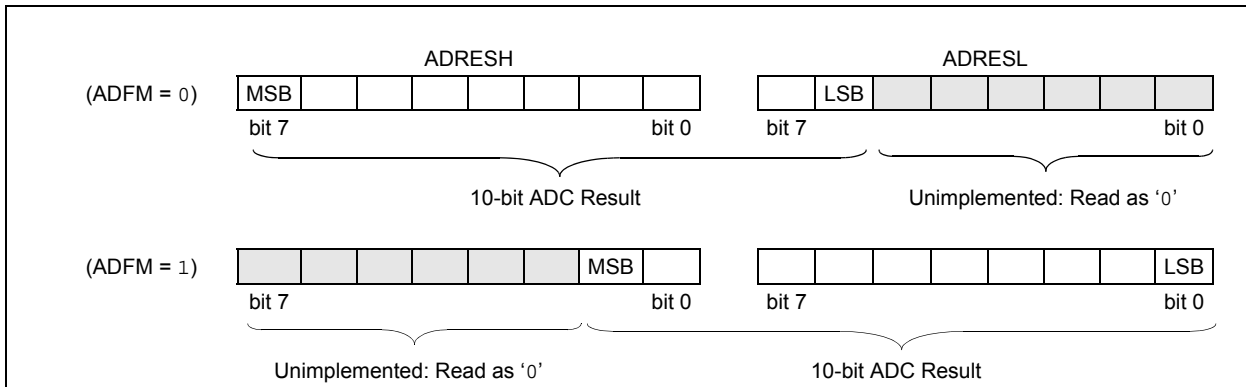 ADRESH ADRESL
(ADFM = 0) MSB LSB
bit 7 bit 0 bit 7 bit 0
10-bit ADC Result Unimplemented: Read as ‘0’
(ADFM = 1) MSB LSB
bit 7 bit 0 bit 7 bit 0
Unimplemented: Read as ‘0’ 10-bit ADC Result